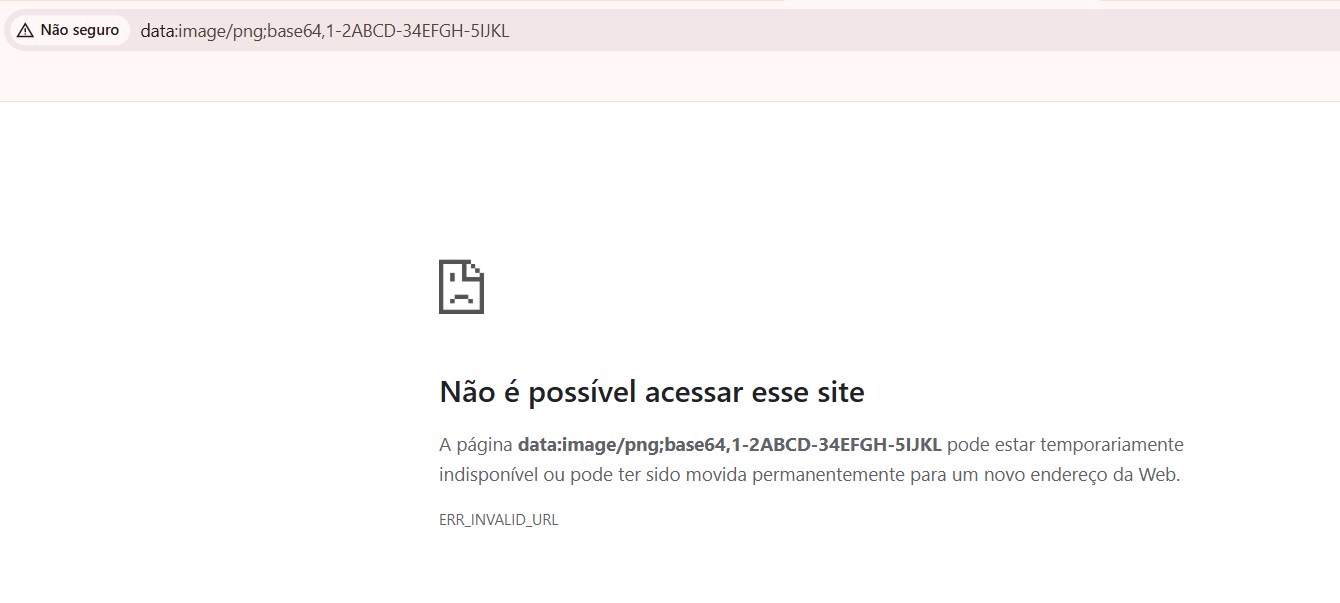 Não seguro data:image/png;base64,1-2ABCD-34EFGH-5IJKL
Não é possível acessar esse site
A página data:image/png;base64,1-2ABCD-34EFGH-5IJKL pode estar temporariamente
indisponível ou pode ter sido movida permanentemente para um novo endereço da Web.
ERR_INVALID_URL